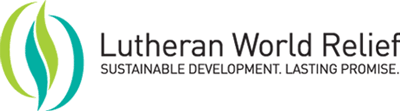 Lutheran World Relief
SUSTAINABLE DEVELOPMENT. LASTING PROMISE.